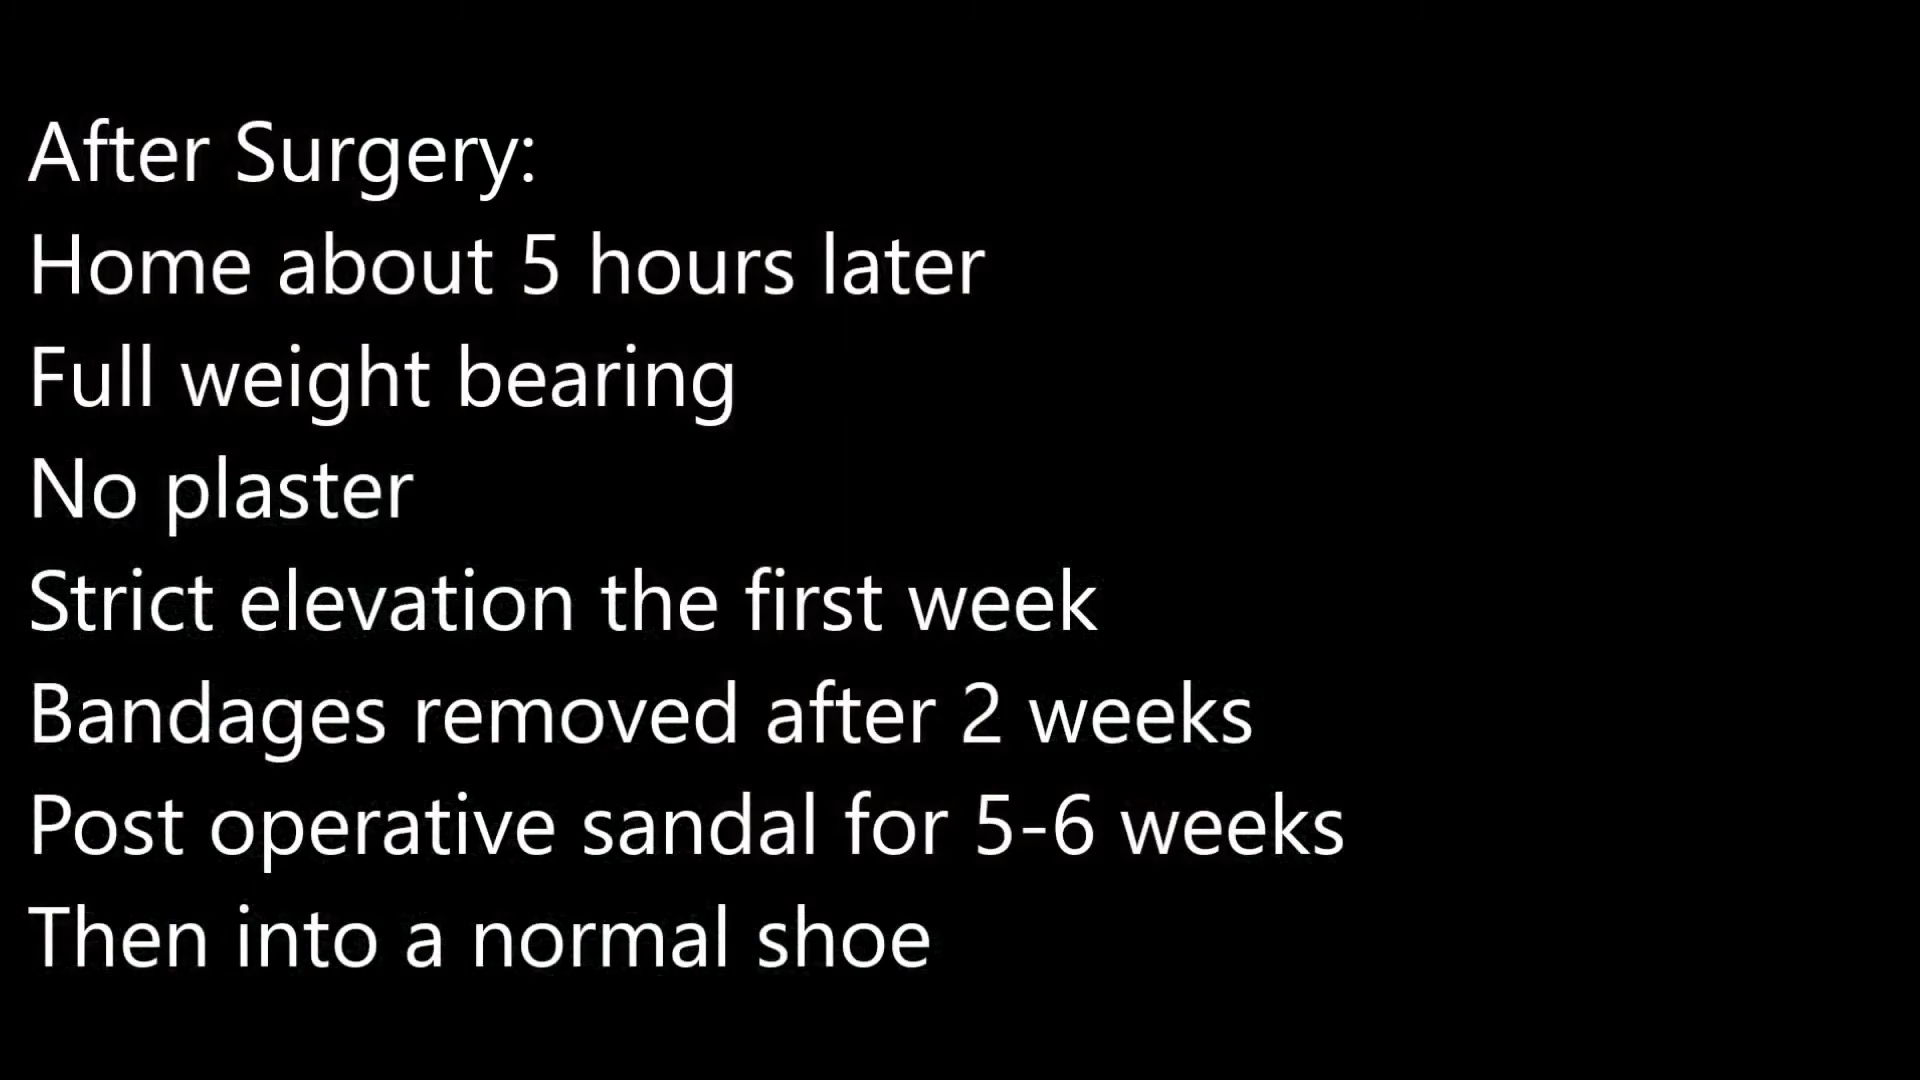 After Surgery:
Home about 5 hours later
Full weight bearing
No plaster
Strict elevation the first week
Bandages removed after 2 weeks
Post operative sandal for 5-6 weeks
Then into a normal shoe